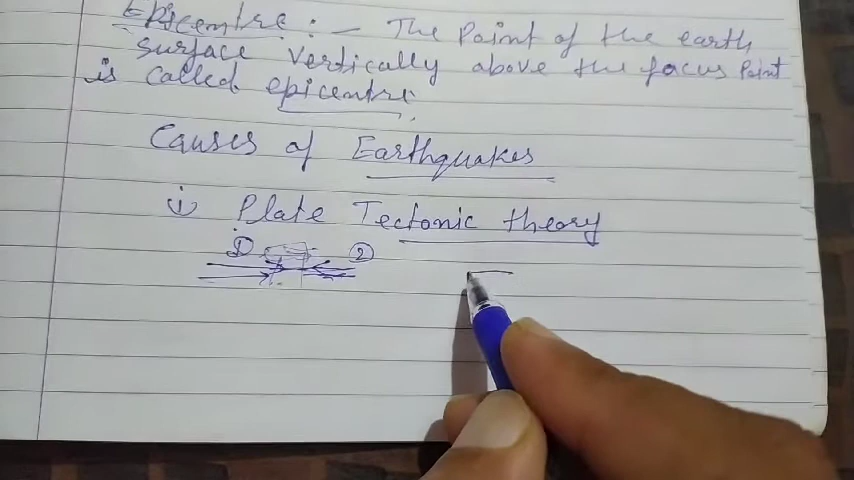 Epicentre :- The Point of the earth
surface vertically above the focus Point
is called epicentre.
Causes of Earthquakes
i) Plate Tectonic theory
① ②